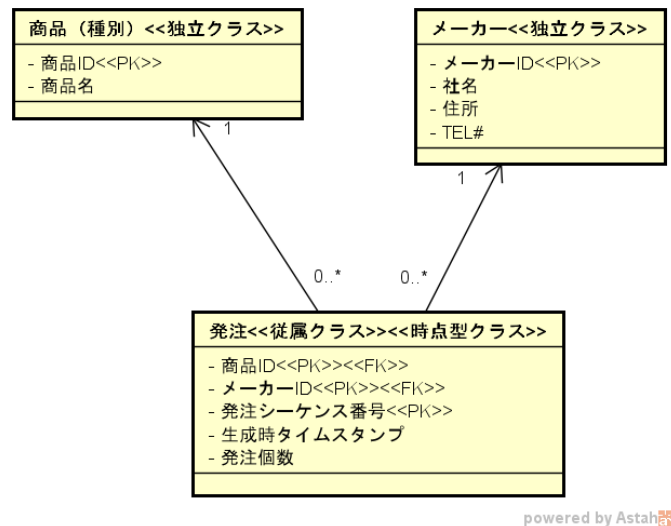 商品（種別）<<独立クラス>>
- 商品ID<<PK>>
- 商品名
メーカー<<独立クラス>>
- メーカーID<<PK>>
- 社名
- 住所
- TEL#
1
1
0..*
0..*
発注<<従属クラス>><<時点型クラス>>
- 商品ID<<PK>><<FK>>
- メーカーID<<PK>><<FK>>
- 発注シーケンス番号<<PK>>
- 生成時タイムスタンプ
- 発注個数
powered by Astah